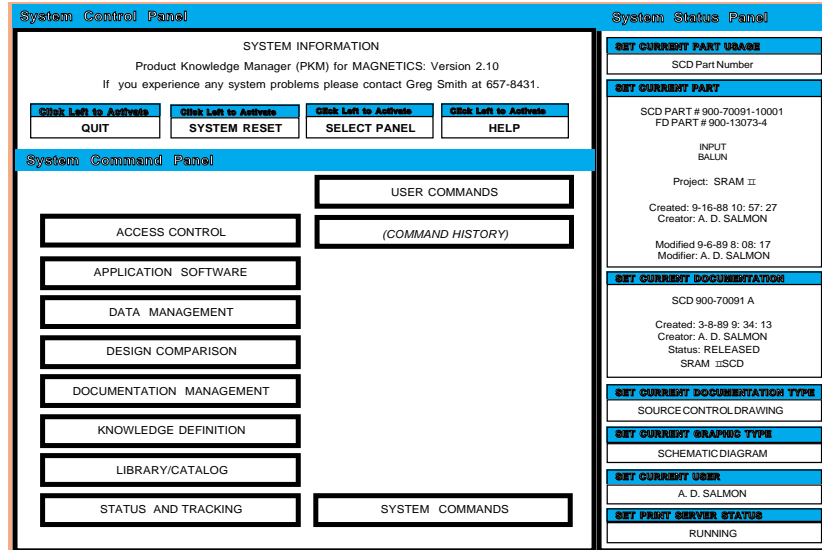 System Control Panel
SYSTEM INFORMATION
Product Knowledge Manager (PKM) for MAGNETICS: Version 2.10
If you experience any system problems please contact Greg Smith at 657-8431.
Click Left to Activate
QUIT
Click Left to Activate
SYSTEM RESET
Click Left to Activate
SELECT PANEL
Click Left to Activate
HELP
System Command Panel
USER COMMANDS
ACCESS CONTROL
(COMMAND HISTORY)
APPLICATION SOFTWARE
DATA MANAGEMENT
DESIGN COMPARISON
DOCUMENTATION MANAGEMENT
KNOWLEDGE DEFINITION
LIBRARY/CATALOG
STATUS AND TRACKING
SYSTEM COMMANDS
System Status Panel
SET CURRENT PART USAGE
SCD Part Number
SET CURRENT PART
SCD PART # 900-70091-10001
FD PART # 900-13073-4
INPUT
BALUN
Project: SRAM II
Created: 9-16-88 10: 57: 27
Creator: A. D. SALMON
Modified 9-6-89 8: 08: 17
Modifier: A. D. SALMON
SET CURRENT DOCUMENTATION
SCD 900-70091 A
Created: 3-8-89 9: 34: 13
Creator: A. D. SALMON
Status: RELEASED
SRAM II SCD
SET CURRENT DOCUMENTATION TYPE
SOURCE CONTROL DRAWING
SET CURRENT GRAPHIC TYPE
SCHEMATIC DIAGRAM
SET CURRENT USER
A. D. SALMON
SET PRINT SERVER STATUS
RUNNING